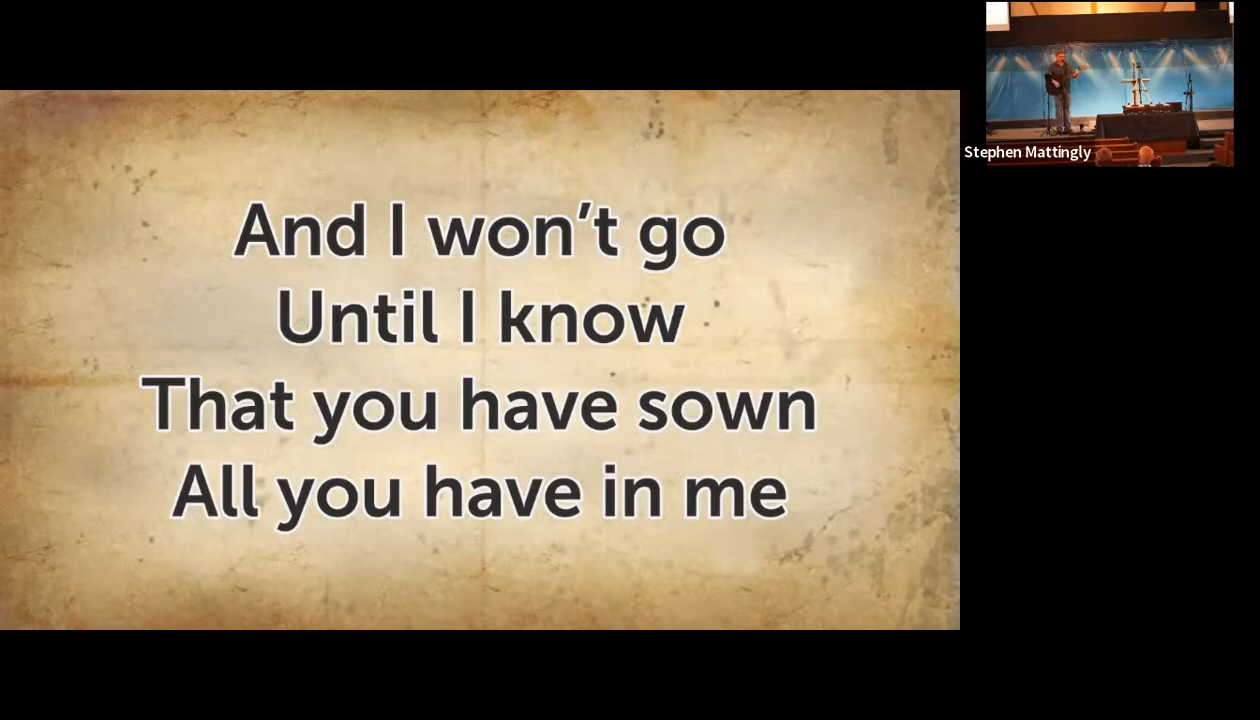 And I won’t go
Until I know
That you have sown
All you have in me
Stephen Mattingly